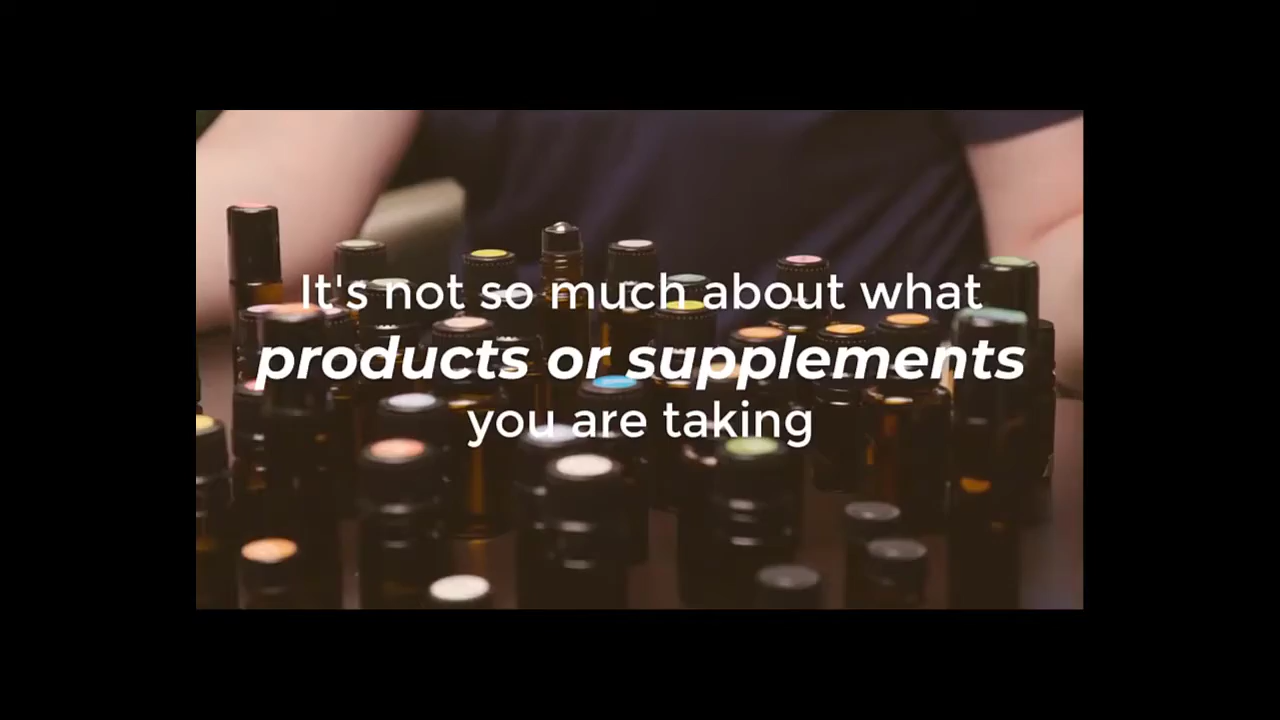 It's not so much about what
products or supplements
you are taking